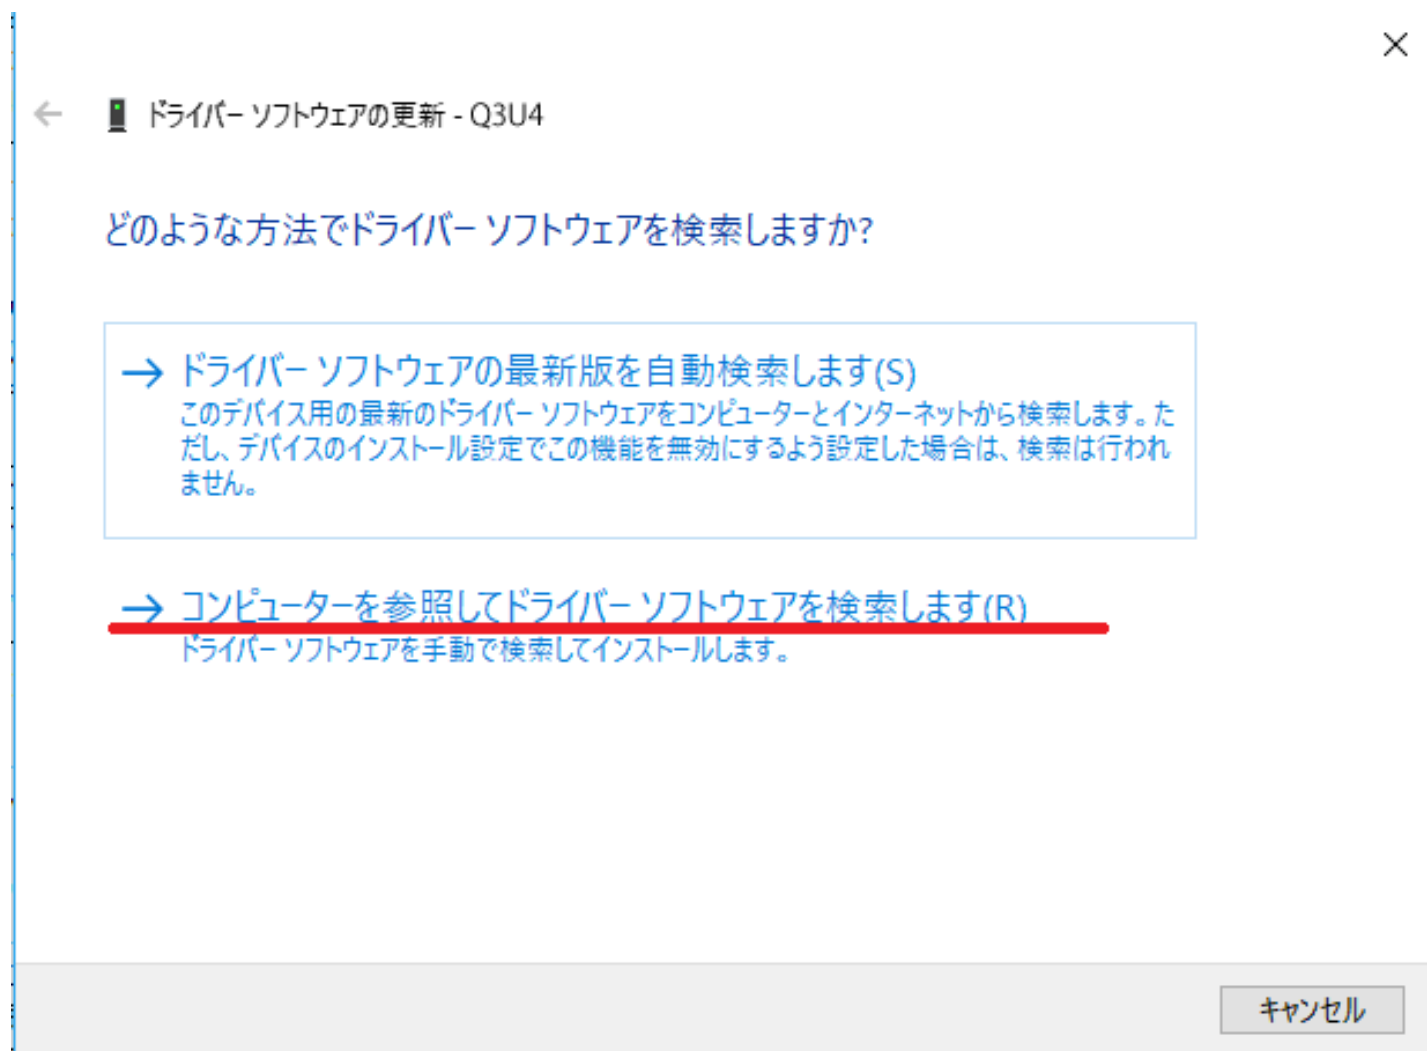 ドライバー ソフトウェアの更新 - Q3U4
どのような方法でドライバー ソフトウェアを検索しますか?
ドライバー ソフトウェアの最新版を自動検索します(S)
このデバイス用の最新のドライバー ソフトウェアをコンピューターとインターネットから検索します。た
だし、デバイスのインストール設定でこの機能を無効にするよう設定した場合は、検索は行われ
ません。
コンピューターを参照してドライバー ソフトウェアを検索します(R)
ドライバー ソフトウェアを手動で検索してインストールします。
キャンセル